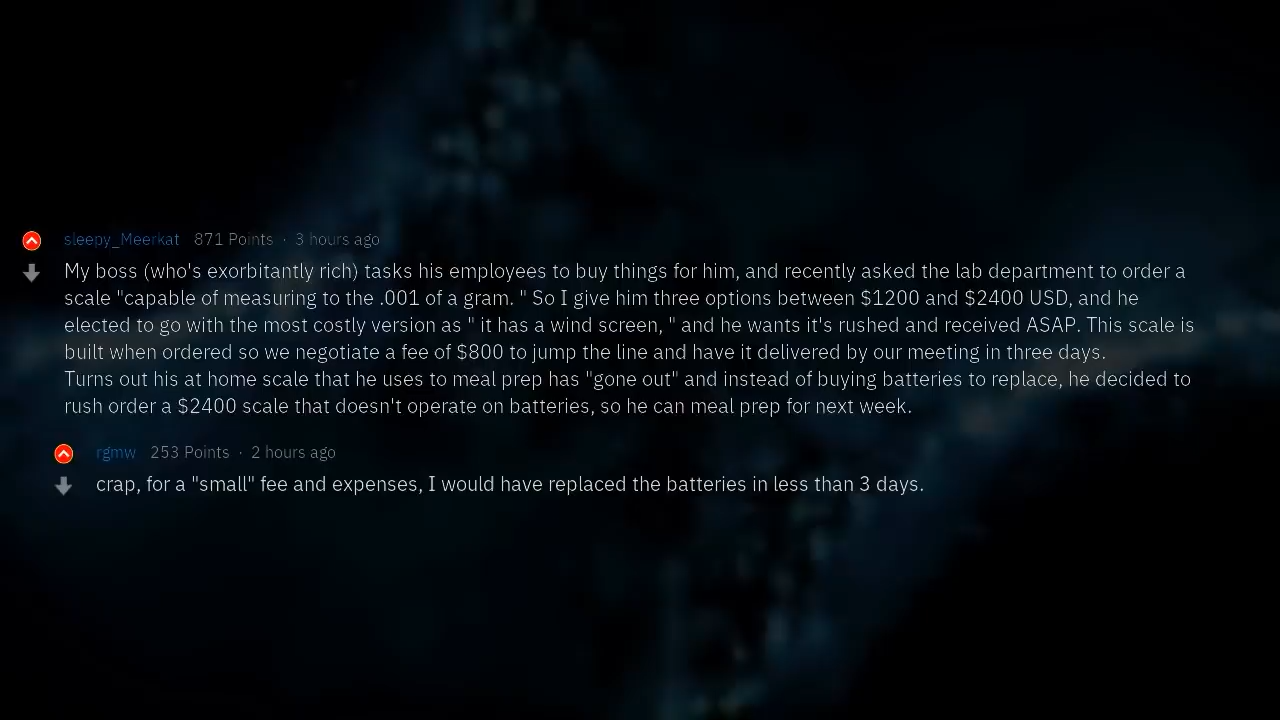 sleepy_Meerkat 871 Points · 3 hours ago
My boss (who's exorbitantly rich) tasks his employees to buy things for him, and recently asked the lab department to order a
scale "capable of measuring to the .001 of a gram. " So I give him three options between $1200 and $2400 USD, and he
elected to go with the most costly version as " it has a wind screen, " and he wants it's rushed and received ASAP. This scale is
built when ordered so we negotiate a fee of $800 to jump the line and have it delivered by our meeting in three days.
Turns out his at home scale that he uses to meal prep has "gone out" and instead of buying batteries to replace, he decided to
rush order a $2400 scale that doesn't operate on batteries, so he can meal prep for next week.
rgmw 253 Points · 2 hours ago
crap, for a "small" fee and expenses, I would have replaced the batteries in less than 3 days.